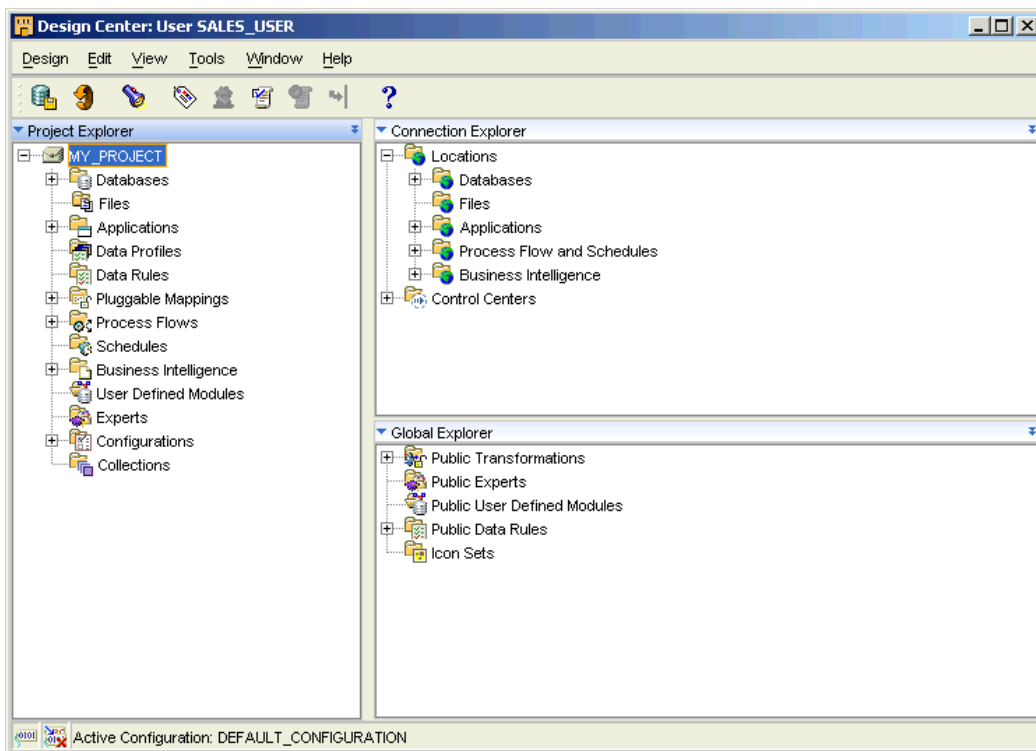 Design Center: User SALES_USER
Design Edit View Tools Window Help
Project Explorer
MY_PROJECT
Databases
Files
Applications
Data Profiles
Data Rules
Pluggable Mappings
Process Flows
Schedules
Business Intelligence
User Defined Modules
Experts
Configurations
Collections
Connection Explorer
Locations
Databases
Files
Applications
Process Flow and Schedules
Business Intelligence
Control Centers
Global Explorer
Public Transformations
Public Experts
Public User Defined Modules
Public Data Rules
Icon Sets
Active Configuration: DEFAULT_CONFIGURATION